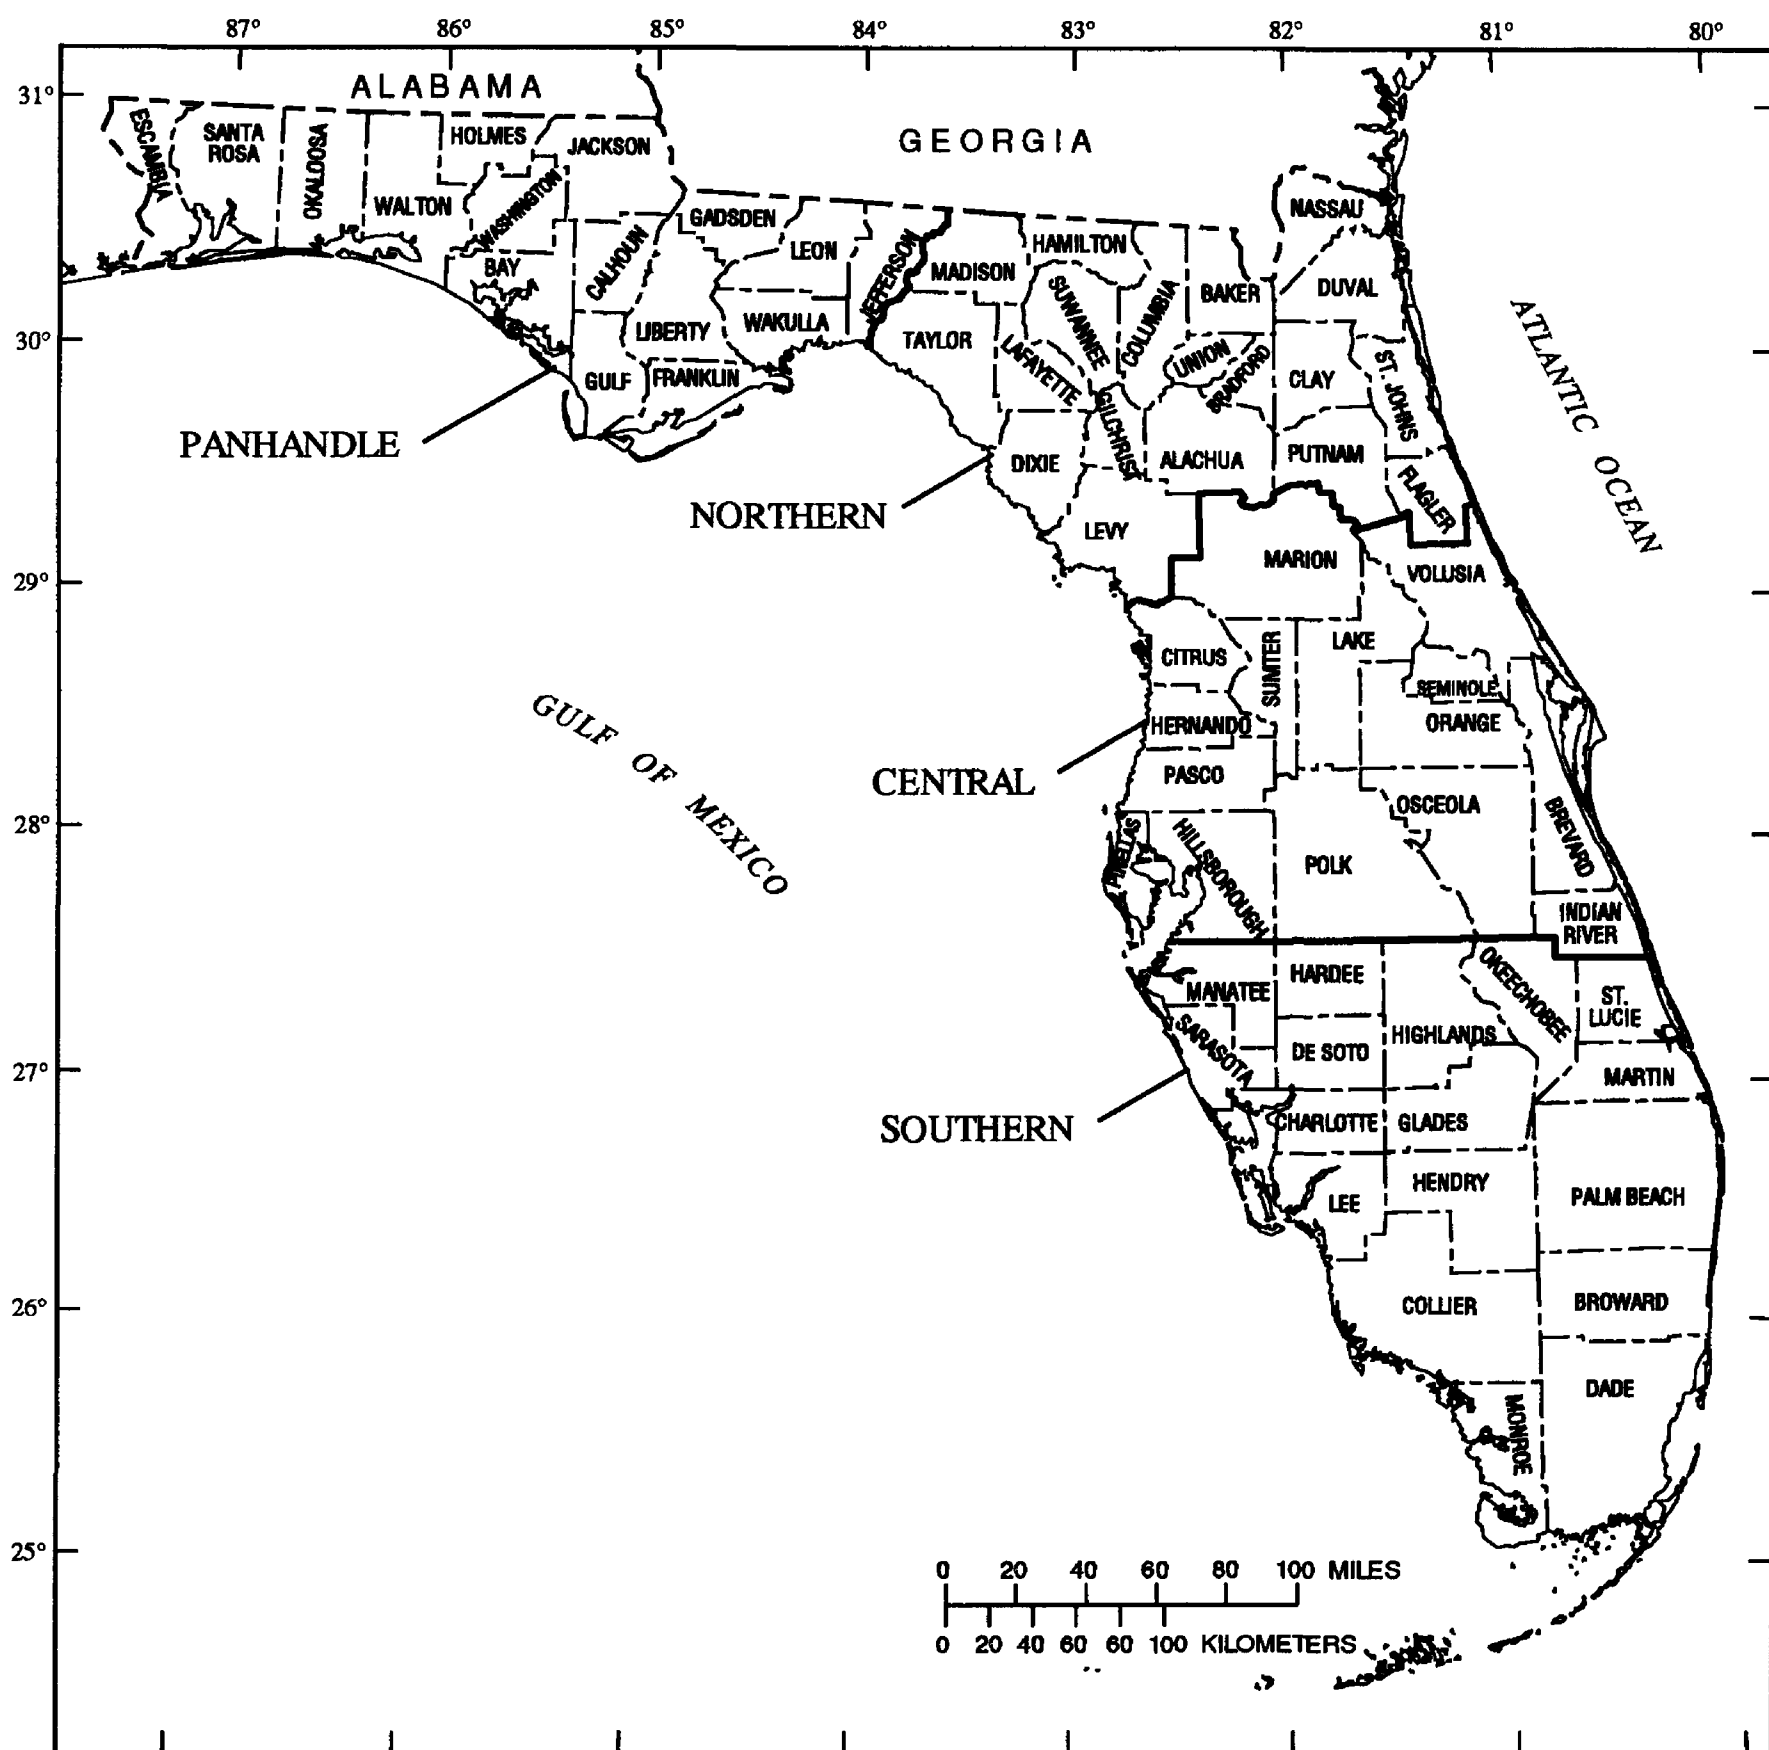 87° 86° 85° 84° 83° 82° 81° 80°
31°
30°
29°
28°
27°
26°
25°
ALABAMA
GEORGIA
ESCAMBIA
SANTA
ROSA
OKALOOSA
WALTON
HOLMES
WASHINGTON
JACKSON
BAY
CALHOUN
GULF
LIBERTY
FRANKLIN
GADSDEN
LEON
WAKULLA
JEFFERSON
MADISON
TAYLOR
HAMILTON
SUWANNEE
LAFAYETTE
COLUMBIA
BAKER
NASSAU
DUVAL
UNION
BRADFORD
CLAY
ST. JOHNS
GILCHRIST
DIXIE
ALACHUA
PUTNAM
FLAGLER
LEVY
MARION
VOLUSIA
CITRUS
SUMTER
LAKE
SEMINOLE
ORANGE
HERNANDO
PASCO
OSCEOLA
BREVARD
PINELLAS
HILLSBOROUGH
POLK
INDIAN
RIVER
MANATEE
HARDEE
OKEECHOBEE
ST.
LUCIE
SARASOTA
DE SOTO
HIGHLANDS
MARTIN
CHARLOTTE
GLADES
LEE
HENDRY
PALM BEACH
COLLIER
BROWARD
MONROE
DADE
PANHANDLE
NORTHERN
CENTRAL
SOUTHERN
ATLANTIC OCEAN
GULF OF MEXICO
0 20 40 60 80 100 MILES
0 20 40 60 60 100 KILOMETERS